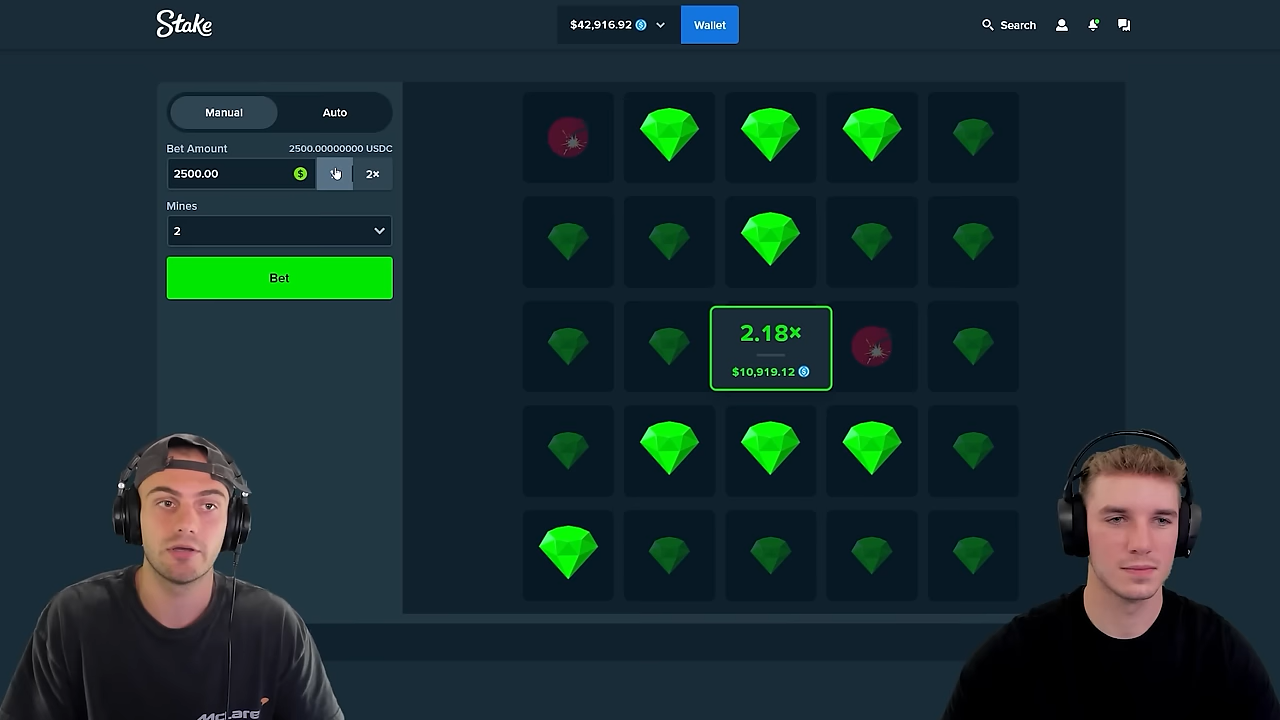 Stake
$42,916.92
Wallet
Search
Manual
Auto
Bet Amount
2500.00000000 USDC
2500.00
2×
Mines
2
Bet
2.18×
$10,919.12
McLaren